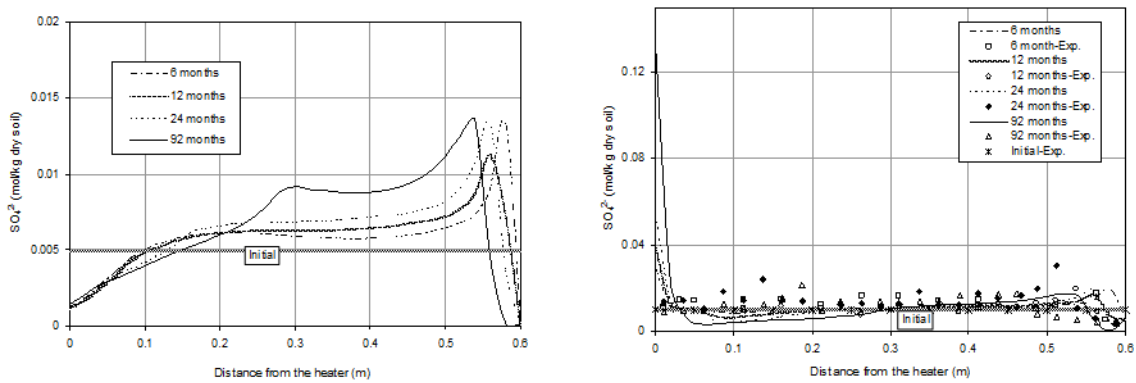 0.02
0.015
0.01
0.005
0
SO₄²⁻ (mol/kg dry soil)
6 months
12 months
24 months
92 months
Initial
0 0.1 0.2 0.3 0.4 0.5 0.6
Distance from the heater (m)
0.12
0.08
0.04
0
SO₄²⁻ (mol/kg dry soil)
6 months
6 month-Exp.
12 months
12 months-Exp.
24 months
24 months-Exp.
92 months
92 months-Exp.
Initial-Exp.
Initial
0 0.1 0.2 0.3 0.4 0.5 0.6
Distance from the heater (m)